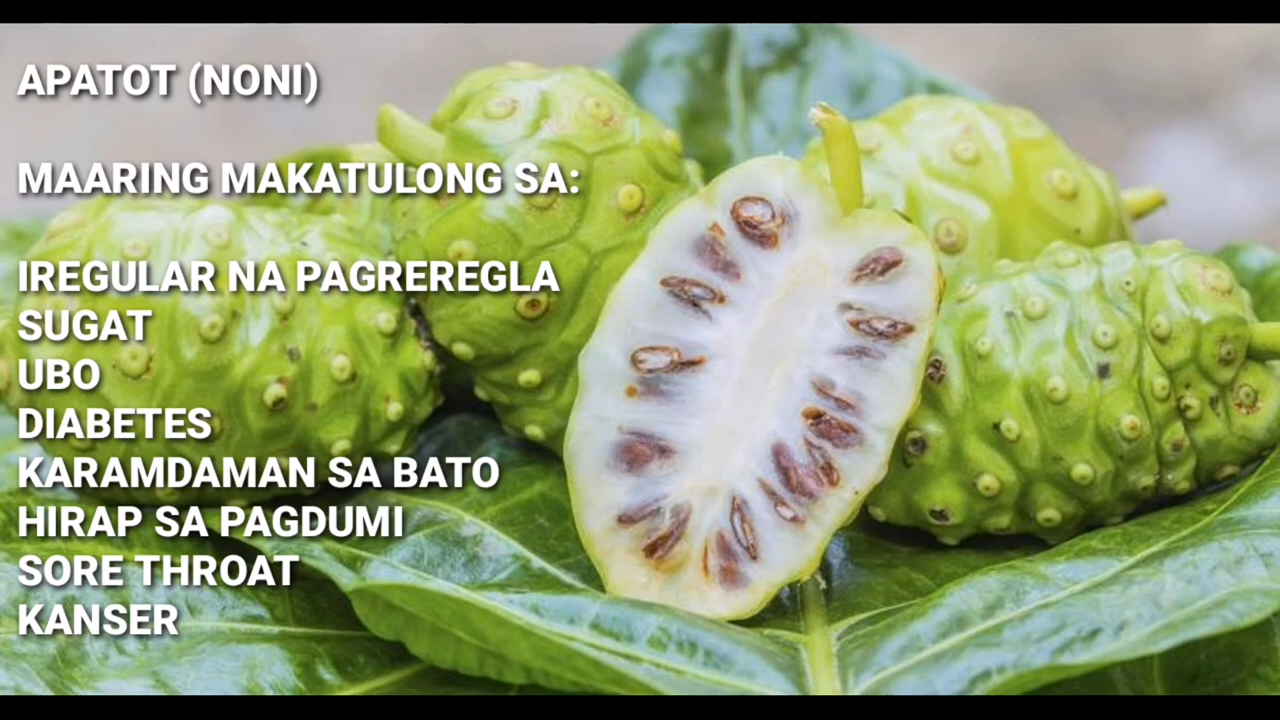 APATOT (NONI)
MAARING MAKATULONG SA:
IREGULAR NA PAGREREGLA
SUGAT
UBO
DIABETES
KARAMDAMAN SA BATO
HIRAP SA PAGDUMI
SORE THROAT
KANSER